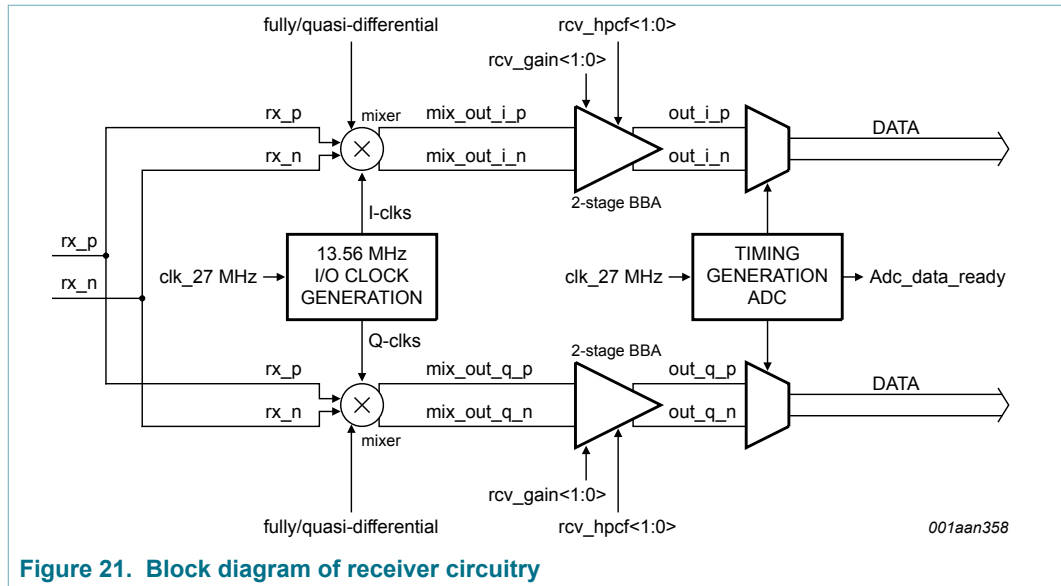 fully/quasi-differential
rcv_hpcf<1:0>
rcv_gain<1:0>
rx_p
mixer
mix_out_i_p
out_i_p
DATA
rx_n
mix_out_i_n
out_i_n
2-stage BBA
I-clks
rx_p
rx_n
clk_27 MHz
13.56 MHz
I/O CLOCK
GENERATION
clk_27 MHz
TIMING
GENERATION
ADC
Adc_data_ready
Q-clks
2-stage BBA
rx_p
mix_out_q_p
out_q_p
DATA
rx_n
mix_out_q_n
out_q_n
mixer
rcv_gain<1:0>
fully/quasi-differential
rcv_hpcf<1:0>
001aan358
Figure 21. Block diagram of receiver circuitry